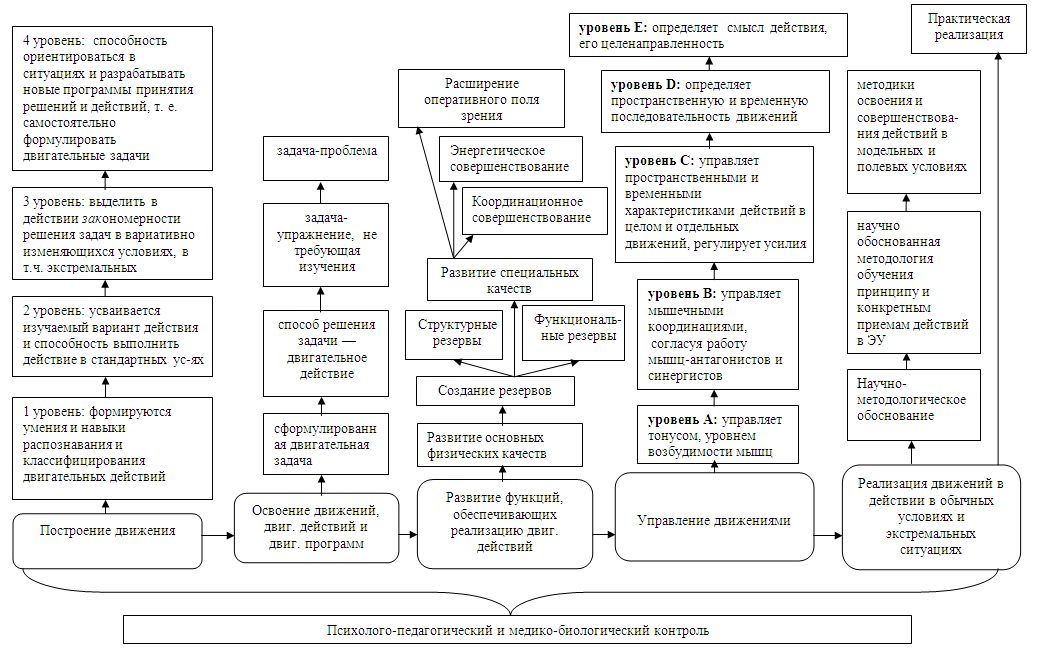 4 уровень: способность
ориентироваться в
ситуациях и разрабатывать
новые программы принятия
решений и действий, т. е.
самостоятельно
формулировать
двигательные задачи
3 уровень: выделить в
действии закономерности
решения задач в вариативно
изменяющихся условиях, в
т.ч. экстремальных
2 уровень: усваивается
изучаемый вариант действия
и способность выполнить
действие в стандартных ус-ях
1 уровень: формируются
умения и навыки
распознавания и
классифицирования
двигательных действий
Построение движения
задача-проблема
задача-
упражнение, не
требующая
изучения
способ решения
задачи —
двигательное
действие
сформулированн
ая двигательная
задача
Освоение движений,
двиг. действий и
двиг. программ
Расширение
оперативного поля
зрения
Энергетическое
совершенствование
Координационное
совершенствование
Развитие специальных
качеств
Структурные
резервы
Функциональ-
ные резервы
Создание резервов
Развитие основных
физических качеств
Развитие функций,
обеспечивающих
реализацию двиг.
действий
уровень E: определяет смысл действия,
его целенаправленность
уровень D: определяет
пространственную и временную
последовательность движений
уровень C: управляет
пространственными и
временными
характеристиками действий в
целом и отдельных
движений, регулирует усилия
уровень B: управляет
мышечными
координациями,
согласуя работу
мышц-антагонистов и
синергистов
уровень A: управляет
тонусом, уровнем
возбудимости мышц
Управление движениями
Практическая
реализация
методики
освоения и
совершенствова-
ния действий в
модельных и
полевых условиях
научно
обоснованная
методология
обучения
принципу и
конкретным
приемам действий
в ЭУ
Научно-
методологическое
обоснование
Реализация движений в
действии в обычных
условиях и
экстремальных
ситуациях
Психолого-педагогический и медико-биологический контроль